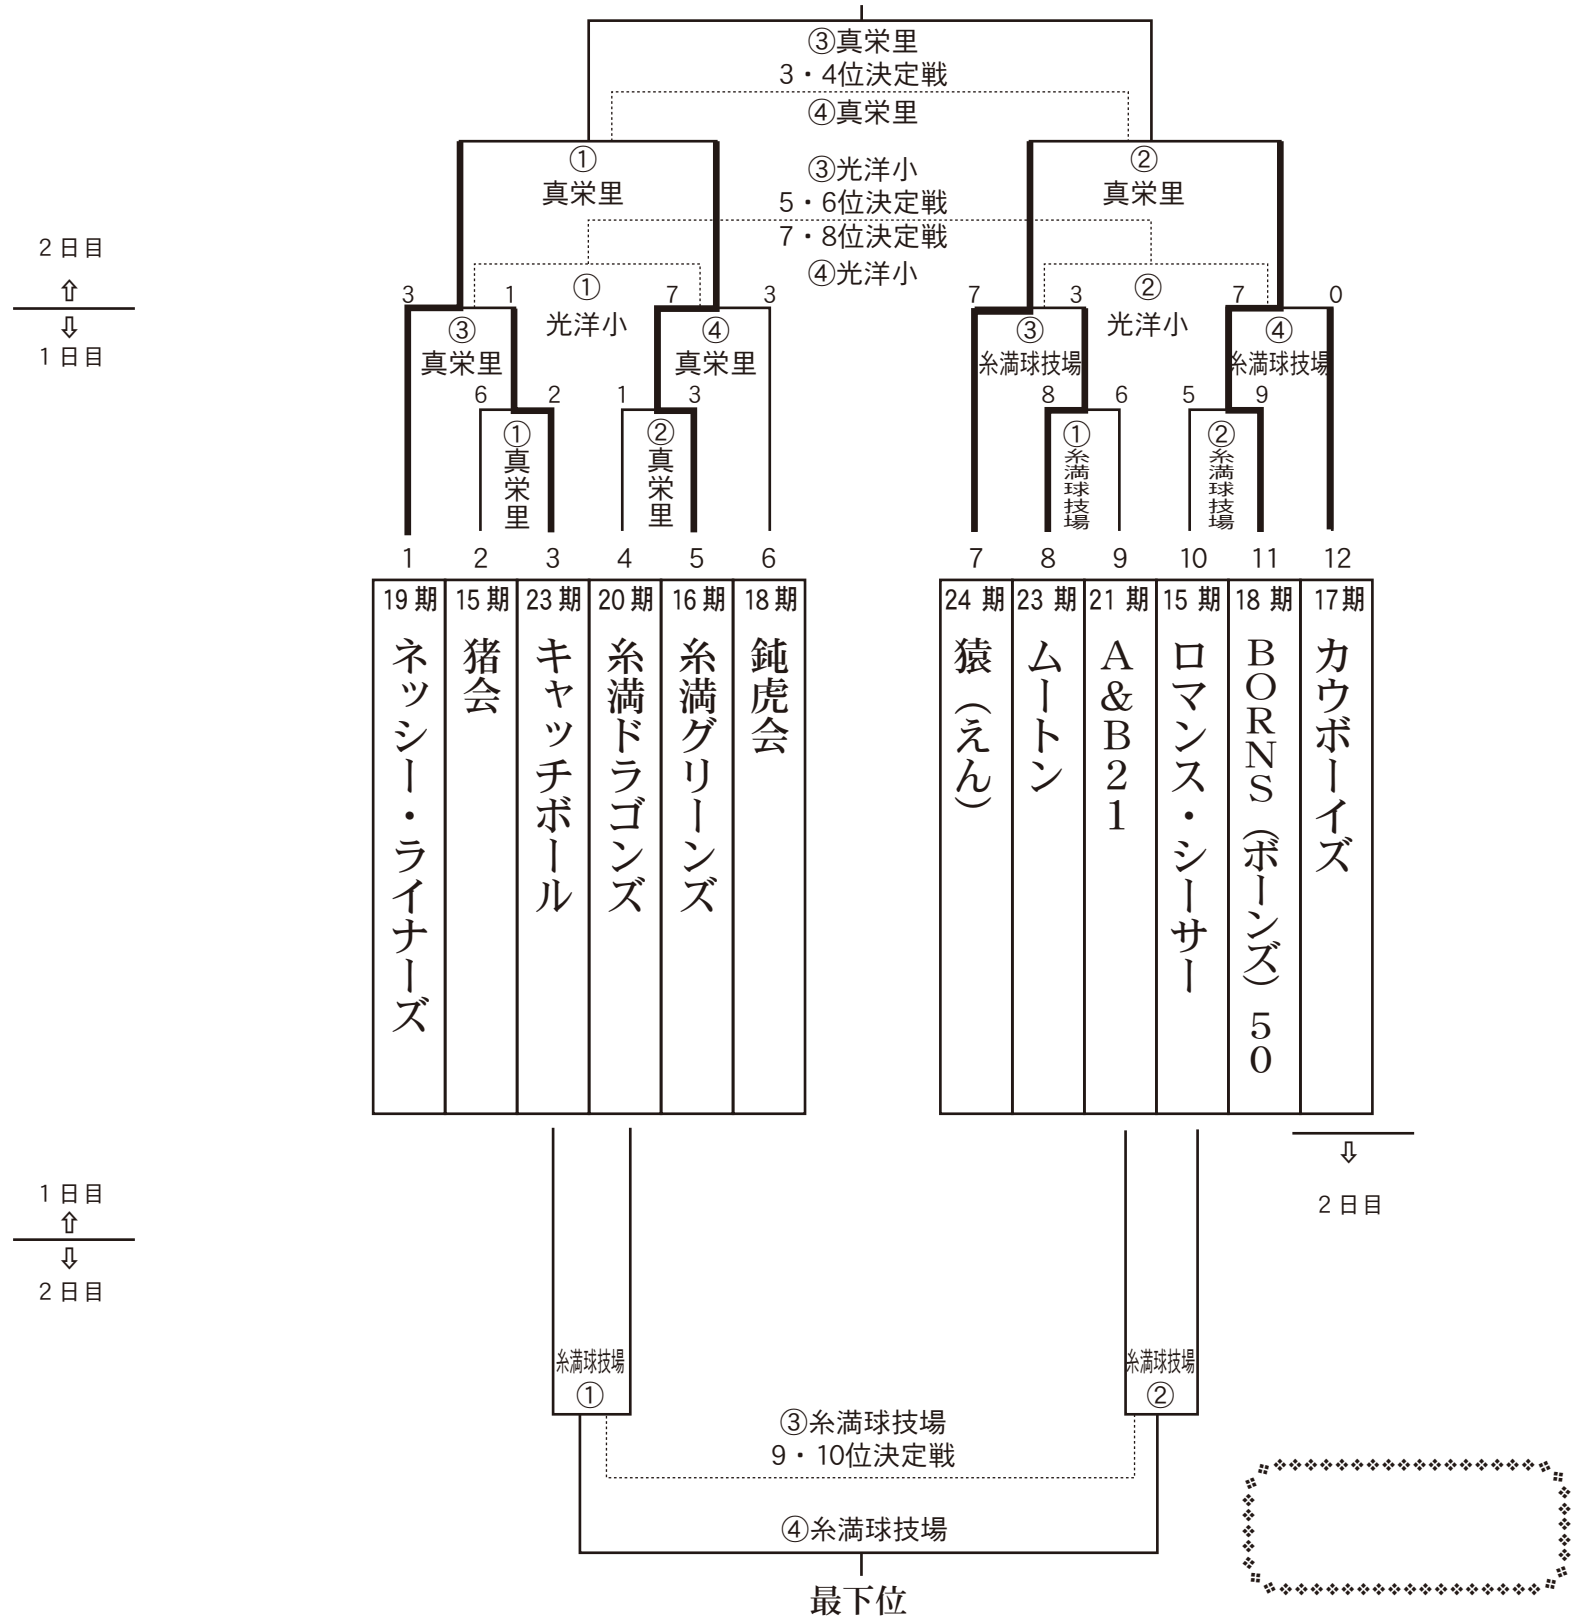 ③真栄里
3・4位決定戦
④真栄里
①
真栄里
②
真栄里
③光洋小
5・6位決定戦
7・8位決定戦
④光洋小
2日目
⇧
⇩
1日目
3
1
①
光洋小
7
3
7
3
②
光洋小
7
0
③
真栄里
④
真栄里
③
糸満球技場
④
糸満球技場
6
2
1
3
8
6
5
9
①
真栄里
②
真栄里
①
糸満球技場
②
糸満球技場
1
2
3
4
5
6
7
8
9
10
11
12
19期
ネッシー・ライナーズ
15期
猪会
23期
キャッチボール
20期
糸満ドラゴンズ
16期
糸満グリーンズ
18期
鈍虎会
24期
猿（えん）
23期
ムートン
21期
A&B21
15期
ロマンス・シーサー
18期
BORNS（ボーンズ）50
17期
カウボーイズ
1日目
⇧
⇩
2日目
⇩
2日目
糸満球技場
①
糸満球技場
②
③糸満球技場
9・10位決定戦
④糸満球技場
最下位